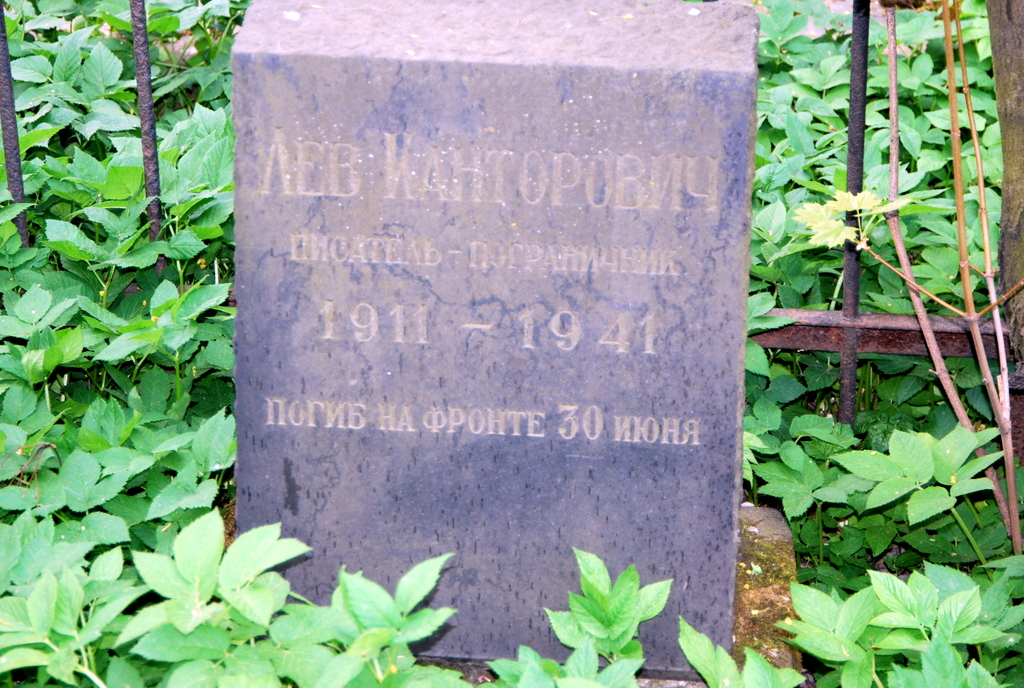 Лев Канторович
писатель – пограничник
1911 – 1941
погиб на фронте 30 июня